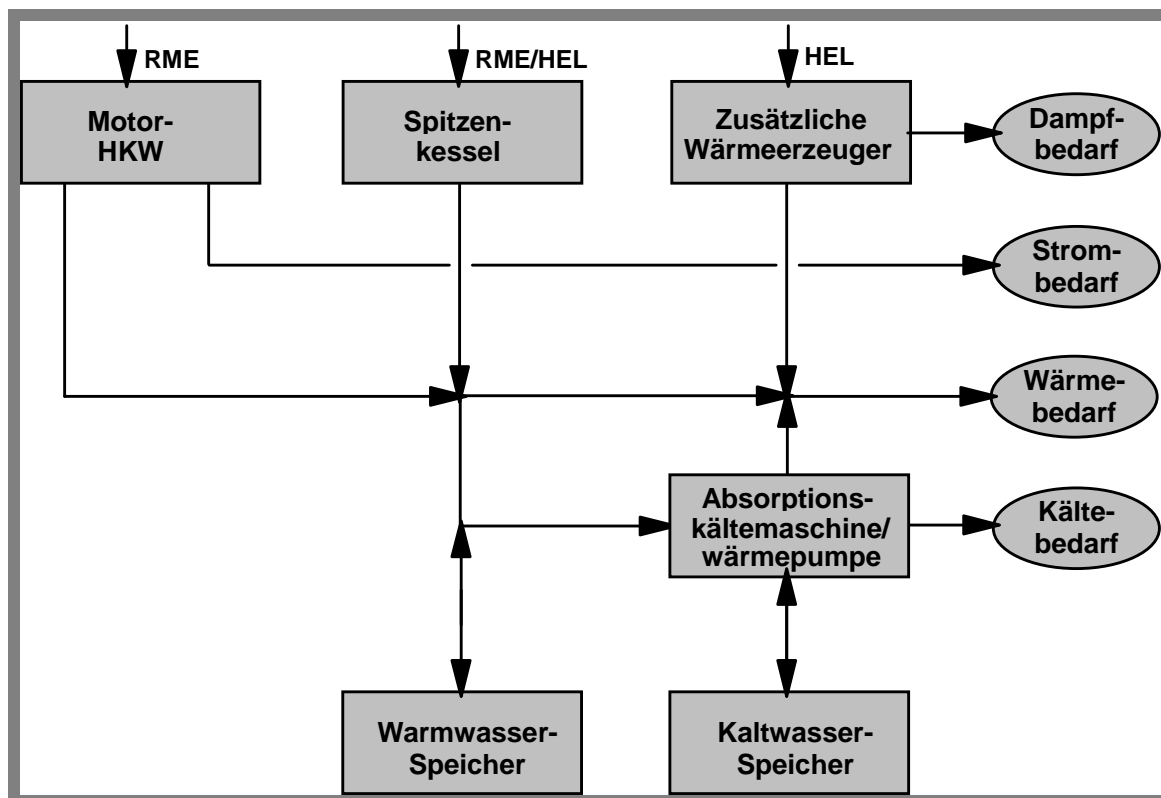 RME
RME/HEL
HEL
Motor-
HKW
Spitzen-
kessel
Zusätzliche
Wärmeerzeuger
Dampf-
bedarf
Strom-
bedarf
Wärme-
bedarf
Absorptions-
kältemaschine/
wärmepumpe
Kälte-
bedarf
Warmwasser-
Speicher
Kaltwasser-
Speicher